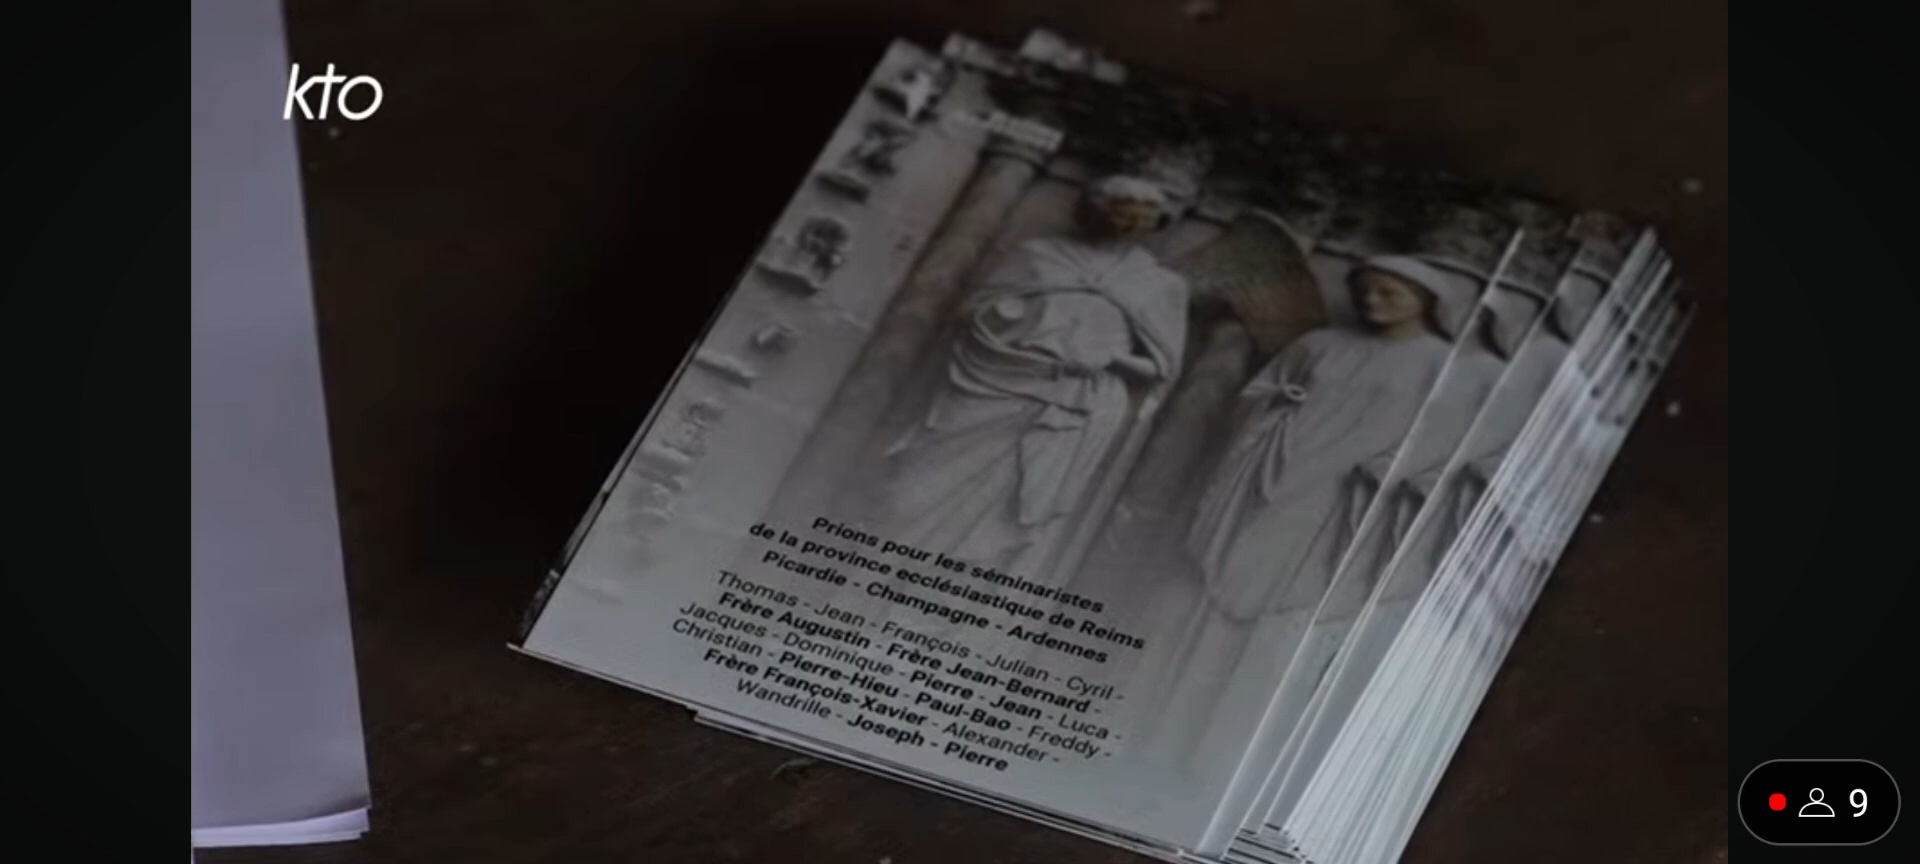 kto
Prions pour les séminaristes
de la province ecclésiastique de Reims
Picardie - Champagne - Ardennes
Thomas - Jean - François - Julian - Cyril -
Frère Augustin - Frère Jean-Bernard -
Jacques - Dominique - Pierre - Jean - Luca -
Christian - Pierre-Hieu - Paul-Bao - Freddy -
Frère François-Xavier - Alexander -
Wandrille - Joseph - Pierre
9